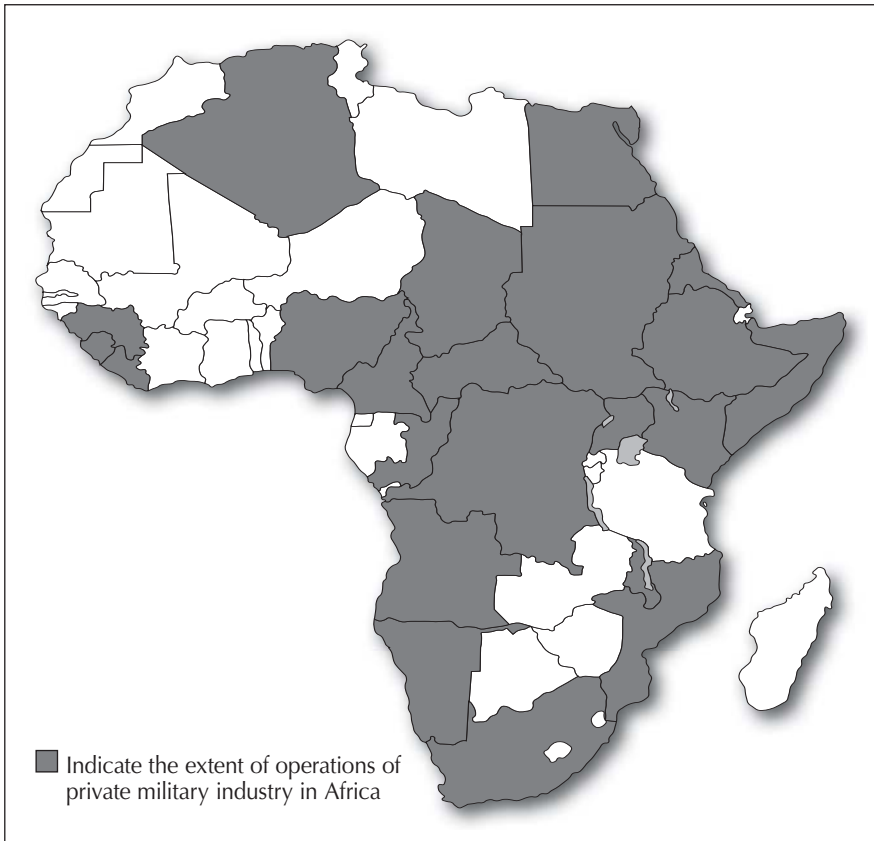 Indicate the extent of operations of
private military industry in Africa